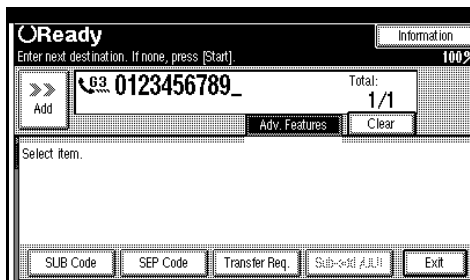 Ready
Information
Enter next destination. If none, press [Start].
100%
Add
G3 0123456789_
Total:
1/1
Adv. Features
Clear
Select item.
SUB Code
SEP Code
Transfer Req.
Exit